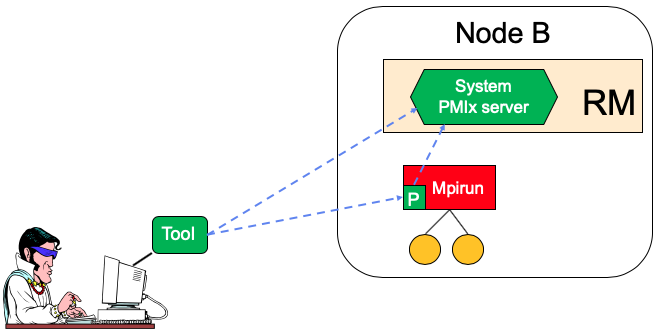 Node B
System
PMIx server
RM
Mpirun
P
Tool